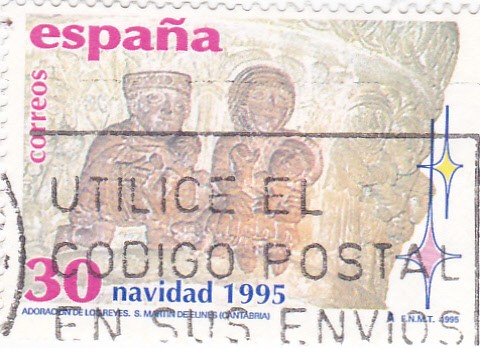 españa
correos
UTILICE EL
CODIGO POSTAL
30 navidad 1995
ADORACION DE LOS REYES. S. MARTIN DE ELINES (CANTABRIA) F.N.M.T. 1995
EN SUS ENVIOS